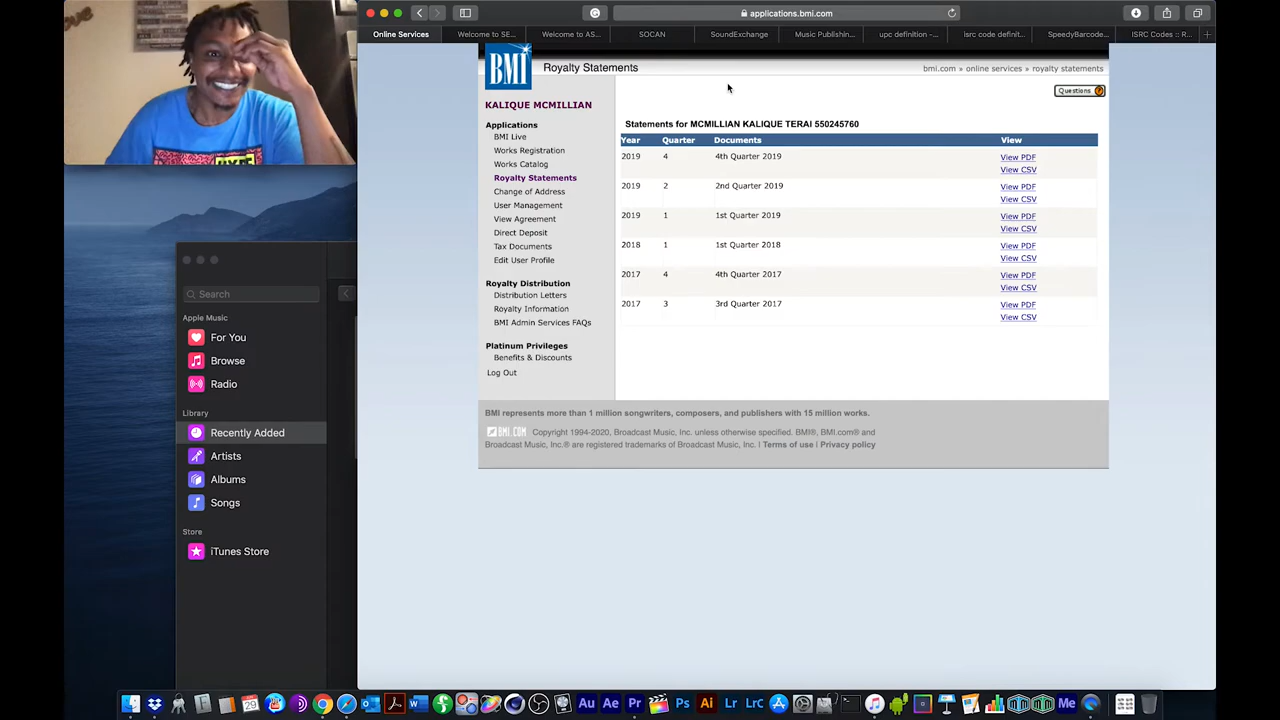 applications.bmi.com
Online Services
Welcome to SE...
Welcome to AS...
SOCAN
SoundExchange
Music Publishin...
upc definition -...
isrc code definit...
SpeedyBarcode...
ISRC Codes :: R...
BMI
Royalty Statements
bmi.com » online services » royalty statements
Questions ?
KALIQUE MCMILLIAN
Applications
BMI Live
Works Registration
Works Catalog
Royalty Statements
Change of Address
User Management
View Agreement
Direct Deposit
Tax Documents
Edit User Profile
Royalty Distribution
Distribution Letters
Royalty Information
BMI Admin Services FAQs
Platinum Privileges
Benefits & Discounts
Log Out
Statements for MCMILLIAN KALIQUE TERAI 550245760
Year Quarter Documents View
2019 4 4th Quarter 2019 View PDF
View CSV
2019 2 2nd Quarter 2019 View PDF
View CSV
2019 1 1st Quarter 2019 View PDF
View CSV
2018 1 1st Quarter 2018 View PDF
View CSV
2017 4 4th Quarter 2017 View PDF
View CSV
2017 3 3rd Quarter 2017 View PDF
View CSV
BMI represents more than 1 million songwriters, composers, and publishers with 15 million works.
BMI.COM Copyright 1994-2020, Broadcast Music, Inc. unless otherwise specified. BMI®, BMI.com® and
Broadcast Music, Inc.® are registered trademarks of Broadcast Music, Inc. | Terms of use | Privacy policy
Search
Apple Music
For You
Browse
Radio
Library
Recently Added
Artists
Albums
Songs
Store
iTunes Store
Au
Ae
Pr
Ps
Ai
Lr
LrC
Me